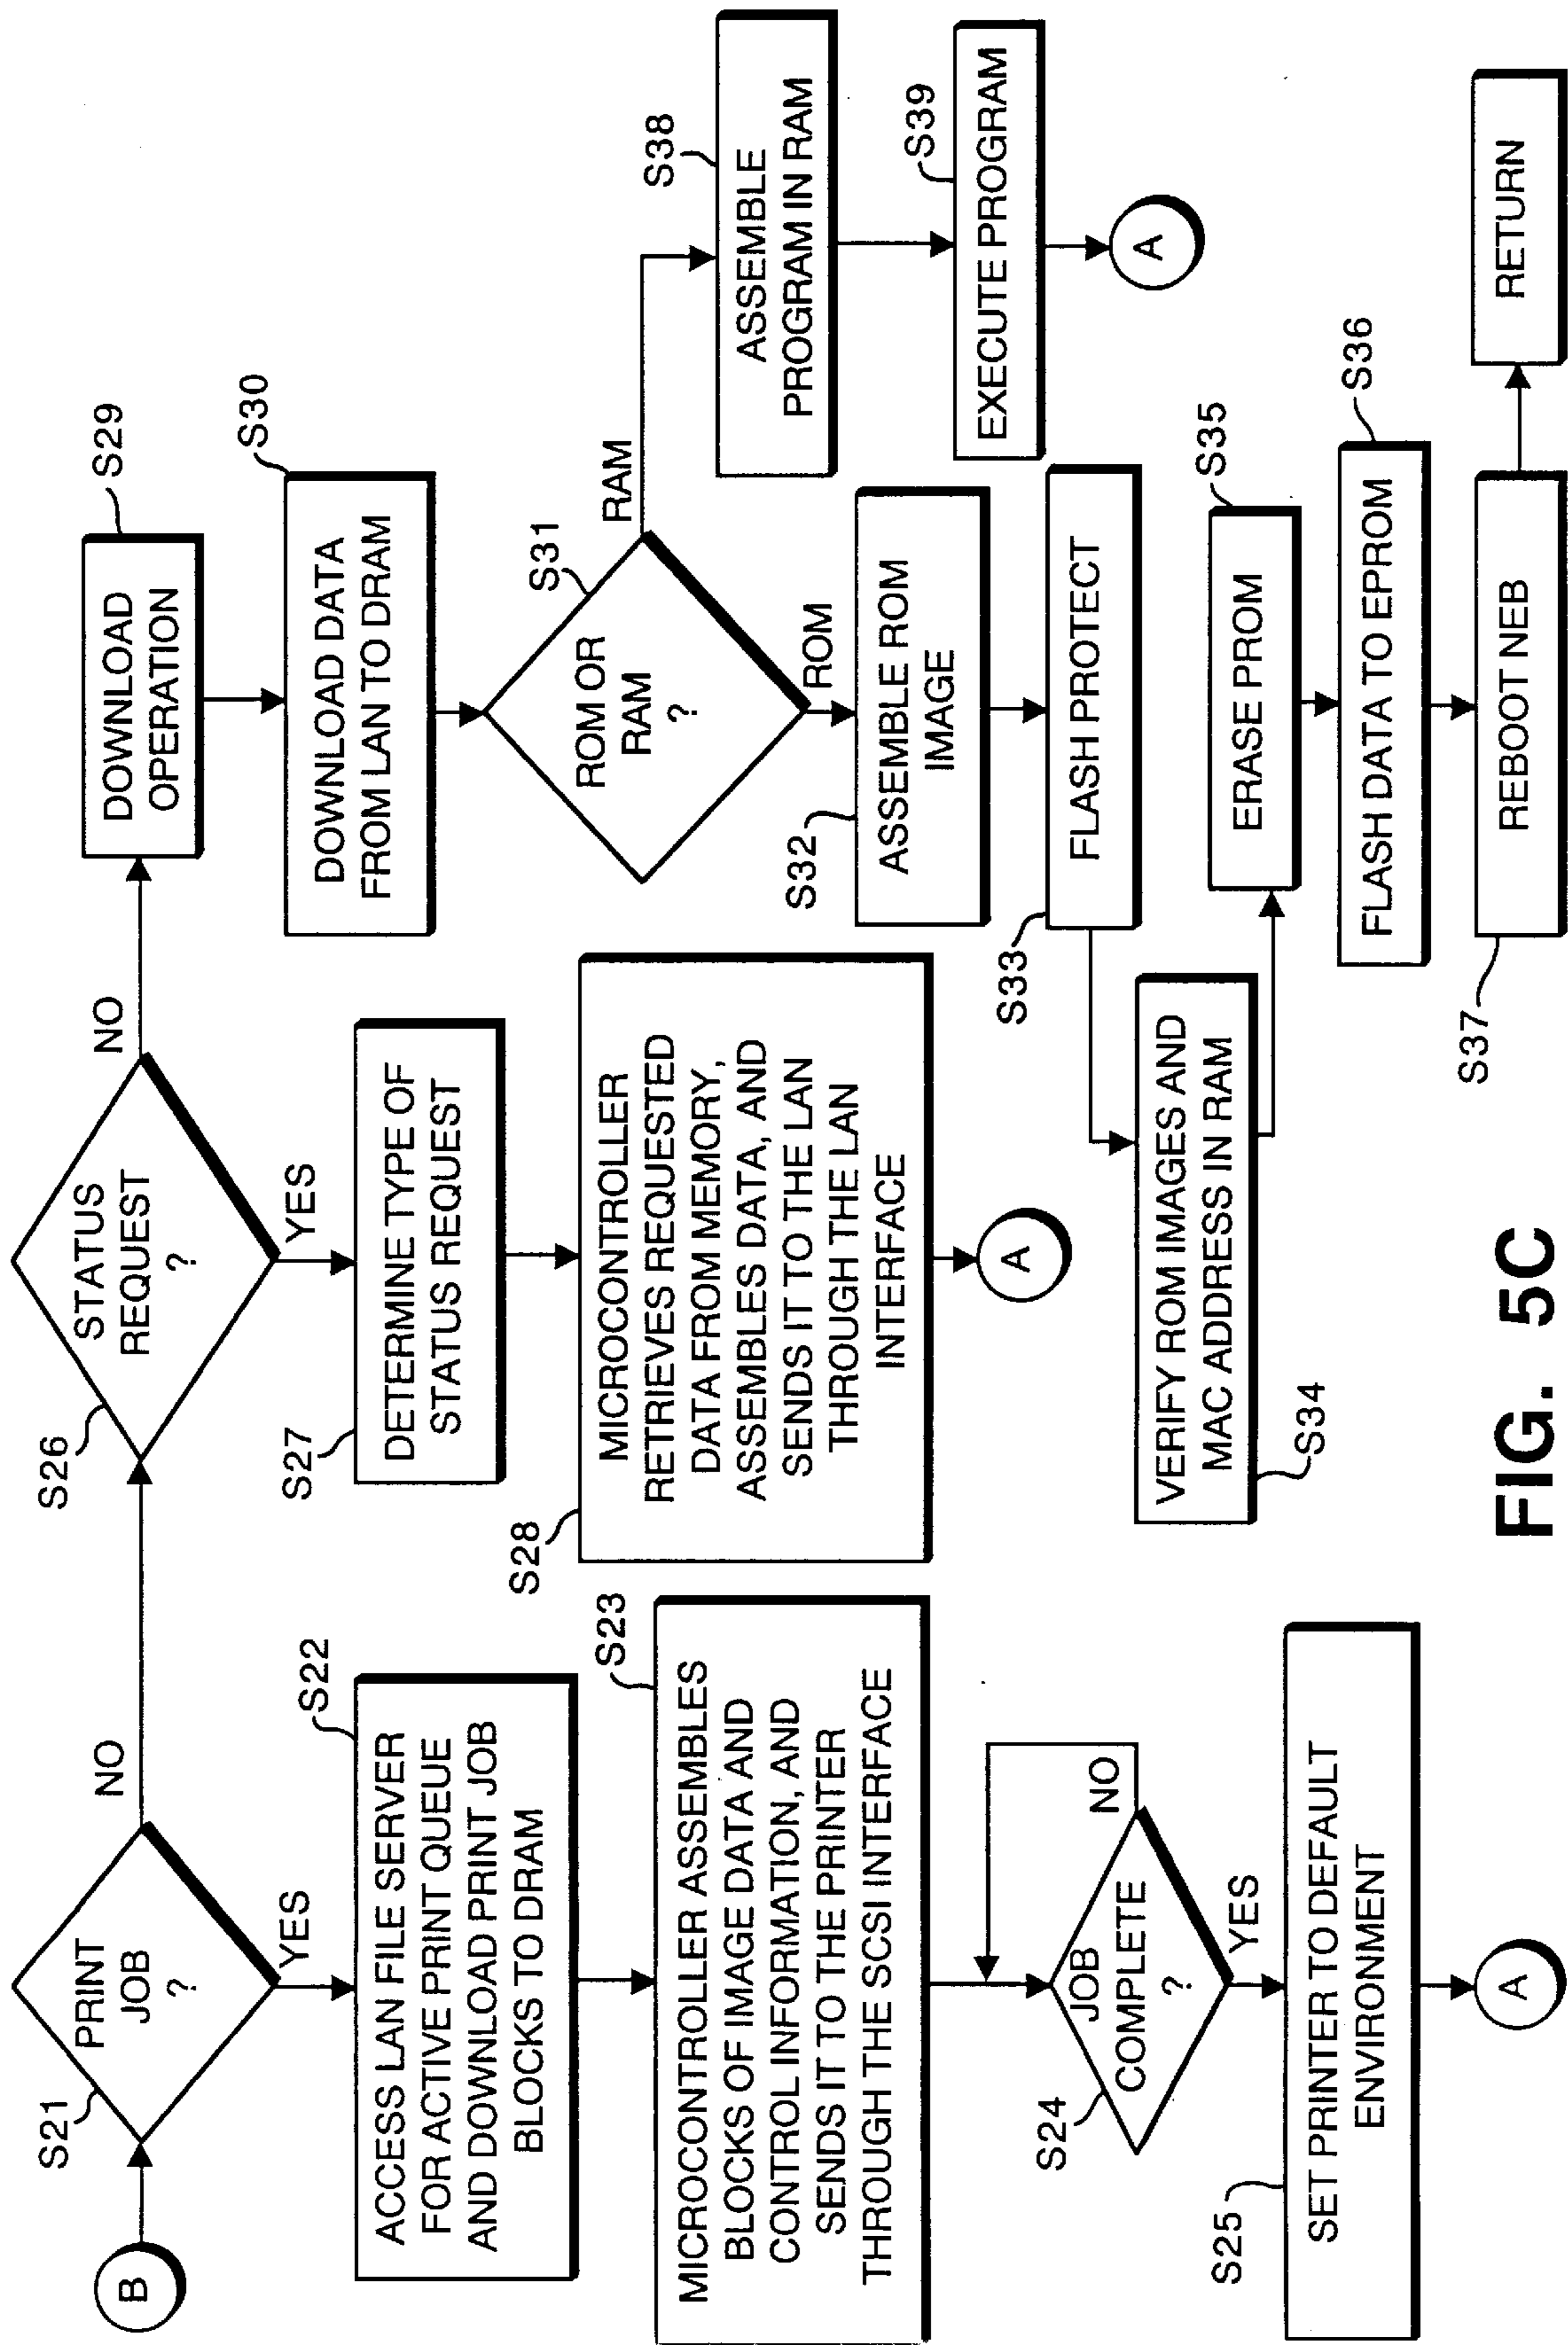 B
S21
PRINT
JOB
?
NO
YES
S22
ACCESS LAN FILE SERVER
FOR ACTIVE PRINT QUEUE
AND DOWNLOAD PRINT JOB
BLOCKS TO DRAM
S23
MICROCONTROLLER ASSEMBLES
BLOCKS OF IMAGE DATA AND
CONTROL INFORMATION, AND
SENDS IT TO THE PRINTER
THROUGH THE SCSI INTERFACE
S24
JOB
COMPLETE
?
NO
YES
S25
SET PRINTER TO DEFAULT
ENVIRONMENT
A
S26
STATUS
REQUEST
?
NO
YES
S27
DETERMINE TYPE OF
STATUS REQUEST
S28
MICROCONTROLLER
RETRIEVES REQUESTED
DATA FROM MEMORY,
ASSEMBLES DATA, AND
SENDS IT TO THE LAN
THROUGH THE LAN
INTERFACE
A
S29
DOWNLOAD
OPERATION
S30
DOWNLOAD DATA
FROM LAN TO DRAM
S31
ROM OR
RAM
?
RAM
ROM
S32
ASSEMBLE ROM
IMAGE
S33
FLASH PROTECT
VERIFY ROM IMAGES AND
MAC ADDRESS IN RAM
S34
S35
ERASE PROM
S36
FLASH DATA TO EPROM
S37
REBOOT NEB
RETURN
S38
ASSEMBLE
PROGRAM IN RAM
S39
EXECUTE PROGRAM
A
FIG. 5C